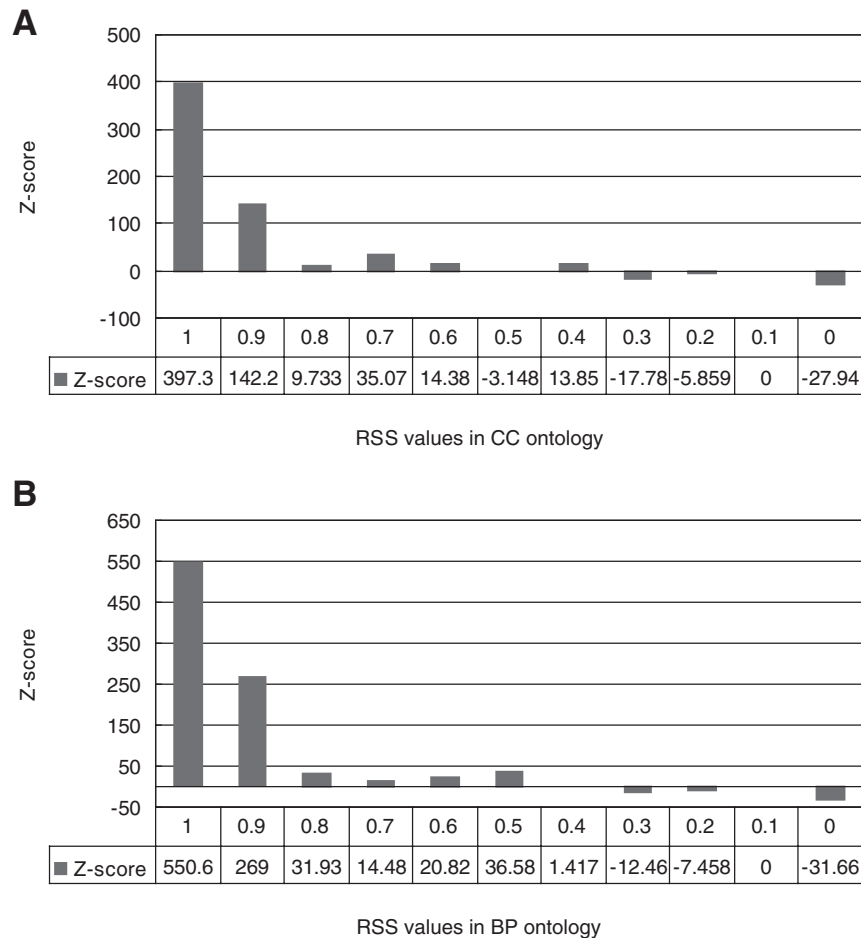 A
500
400
300
200
100
0
-100
Z-score
1 0.9 0.8 0.7 0.6 0.5 0.4 0.3 0.2 0.1 0
Z-score 397.3 142.2 9.733 35.07 14.38 -3.148 13.85 -17.78 -5.859 0 -27.94
RSS values in CC ontology
B
650
550
450
350
250
150
50
-50
Z-score
1 0.9 0.8 0.7 0.6 0.5 0.4 0.3 0.2 0.1 0
Z-score 550.6 269 31.93 14.48 20.82 36.58 1.417 -12.46 -7.458 0 -31.66
RSS values in BP ontology